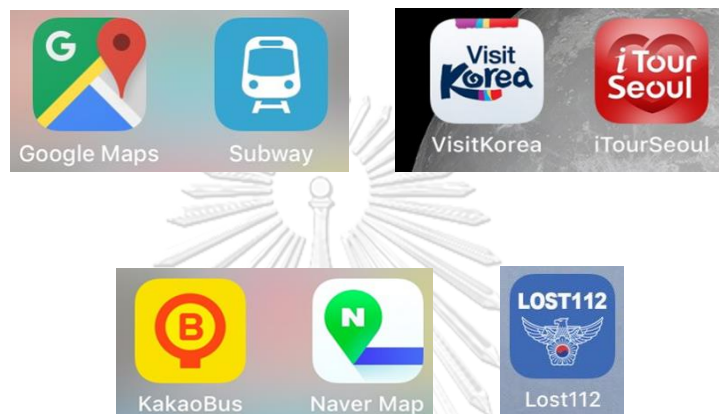 G
Google Maps
Subway
Visit
Korea
VisitKorea
i Tour
Seoul
iTourSeoul
B
KakaoBus
N
Naver Map
LOST112
Lost112